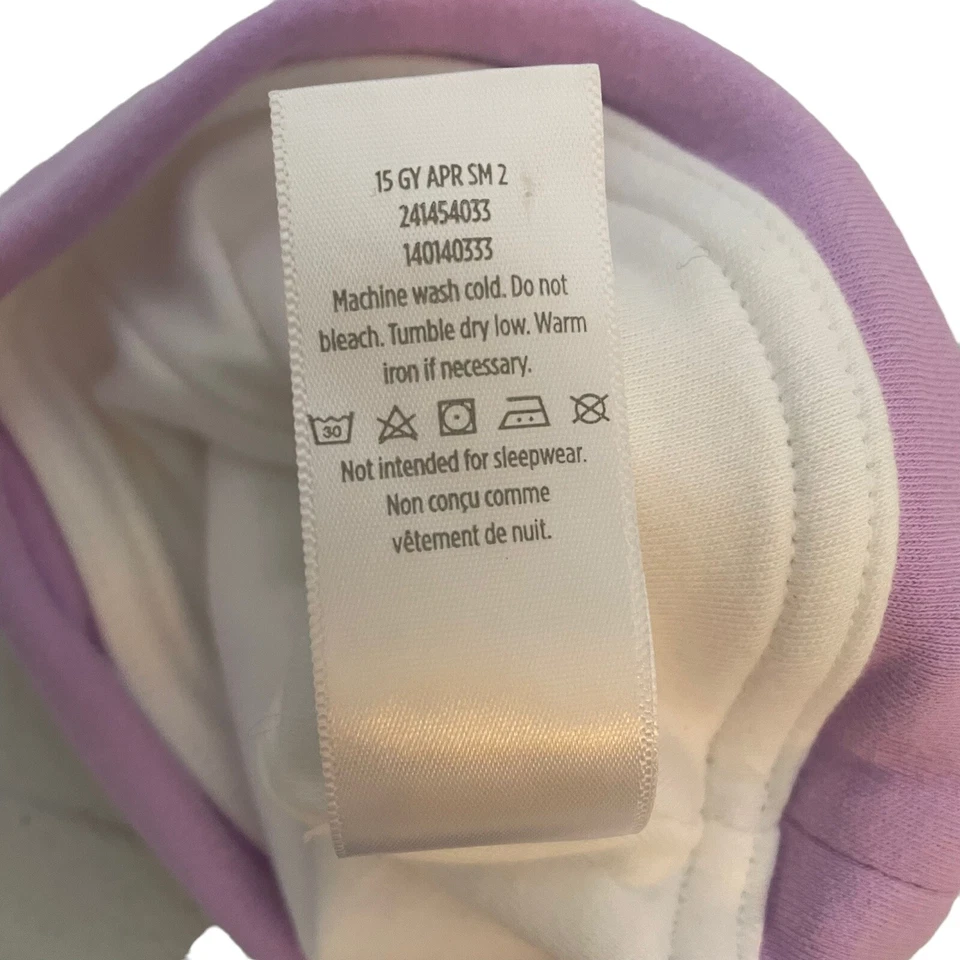 15 GY APR SM 2
241454033
140140333
Machine wash cold. Do not
bleach. Tumble dry low. Warm
iron if necessary.
30
Not intended for sleepwear.
Non conçu comme
vêtement de nuit.